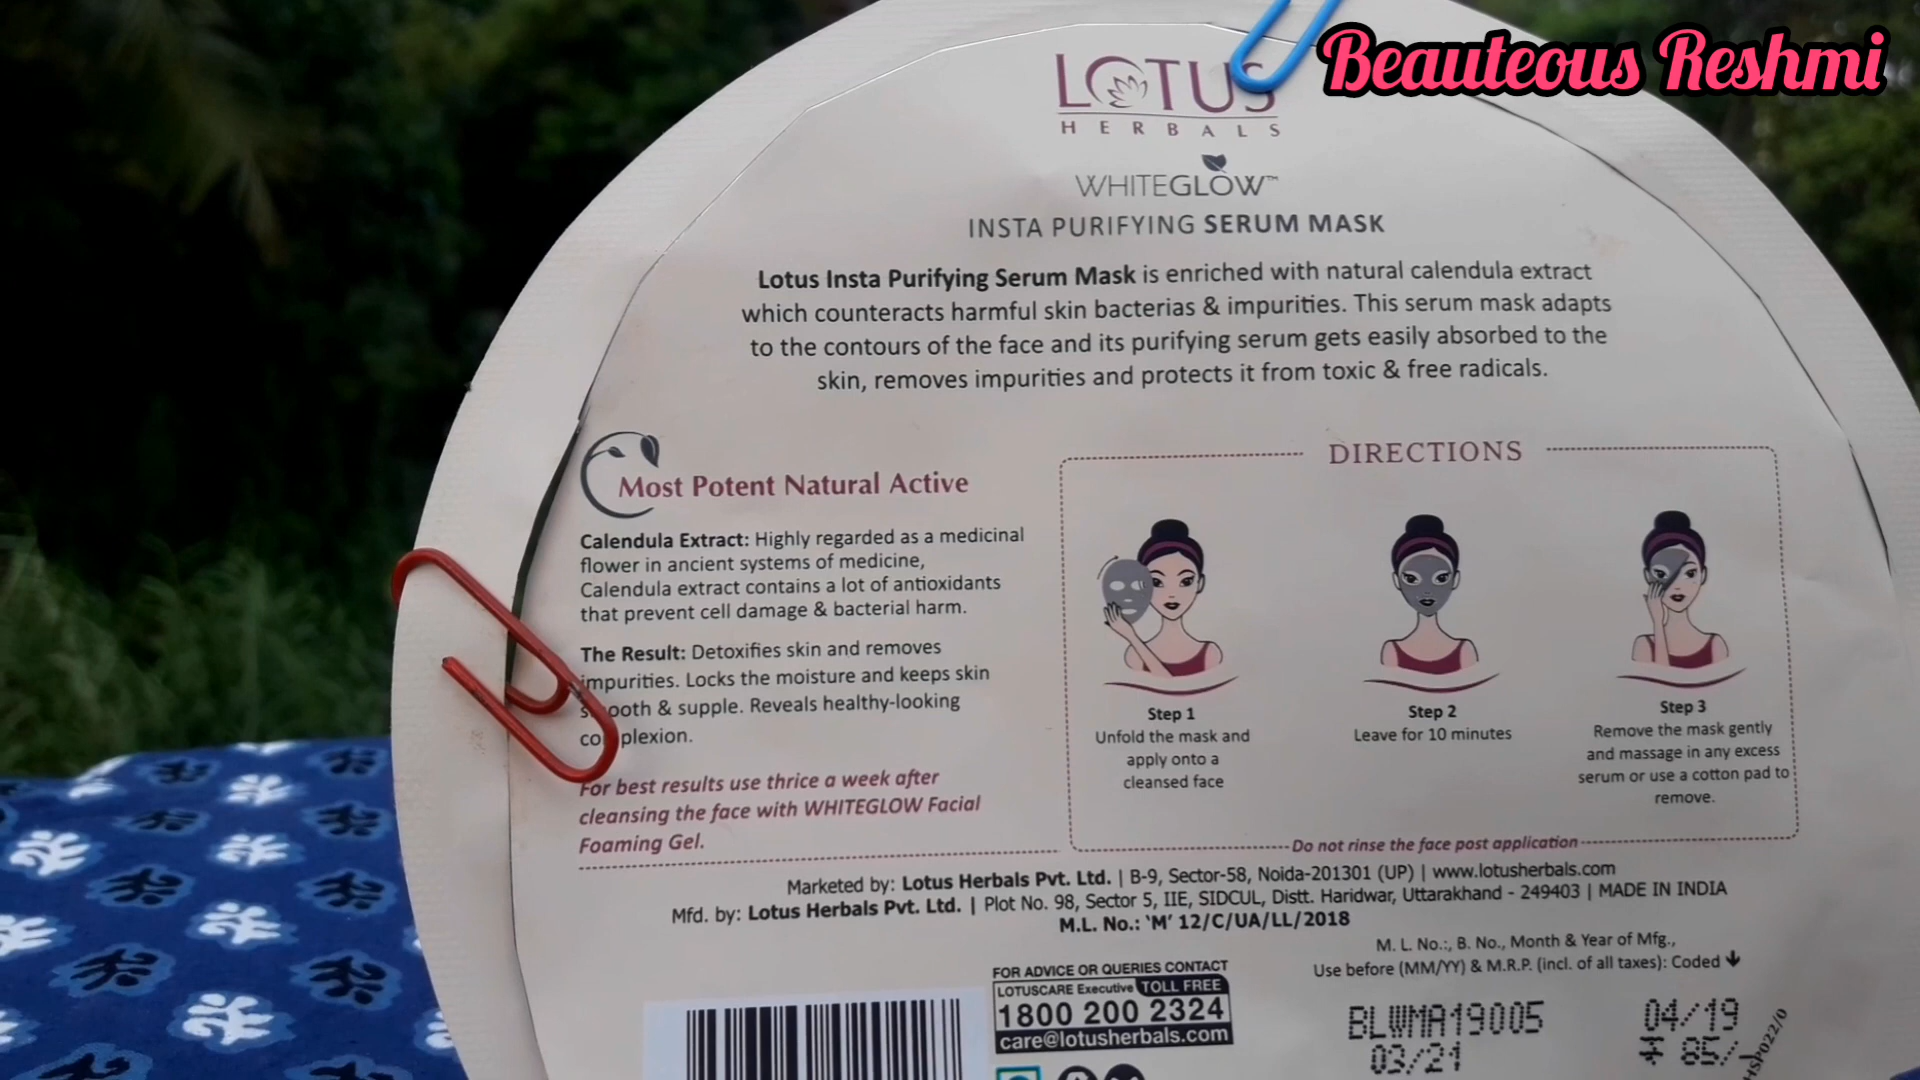 Beauteous Reshmi
LOTUS
HERBALS
WHITEGLOW™
INSTA PURIFYING SERUM MASK
Lotus Insta Purifying Serum Mask is enriched with natural calendula extract
which counteracts harmful skin bacterias & impurities. This serum mask adapts
to the contours of the face and its purifying serum gets easily absorbed to the
skin, removes impurities and protects it from toxic & free radicals.
Most Potent Natural Active
Calendula Extract: Highly regarded as a medicinal
flower in ancient systems of medicine,
Calendula extract contains a lot of antioxidants
that prevent cell damage & bacterial harm.
The Result: Detoxifies skin and removes
impurities. Locks the moisture and keeps skin
smooth & supple. Reveals healthy-looking
complexion.
For best results use thrice a week after
cleansing the face with WHITEGLOW Facial
Foaming Gel.
DIRECTIONS
Step 1
Unfold the mask and
apply onto a
cleansed face
Step 2
Leave for 10 minutes
Step 3
Remove the mask gently
and massage in any excess
serum or use a cotton pad to
remove.
Do not rinse the face post application
Marketed by: Lotus Herbals Pvt. Ltd. | B-9, Sector-58, Noida-201301 (UP) | www.lotusherbals.com
Mfd. by: Lotus Herbals Pvt. Ltd. | Plot No. 98, Sector 5, IIE, SIDCUL, Distt. Haridwar, Uttarakhand - 249403 | MADE IN INDIA
M.L. No.: 'M' 12/C/UA/LL/2018
M. L. No.:, B. No., Month & Year of Mfg.,
Use before (MM/YY) & M.R.P. (incl. of all taxes): Coded
FOR ADVICE OR QUERIES CONTACT
LOTUSCARE Executive TOLL FREE
1800 200 2324
care@lotusherbals.com
BLWMA19005 04/19
03/21 ₹ 85/-